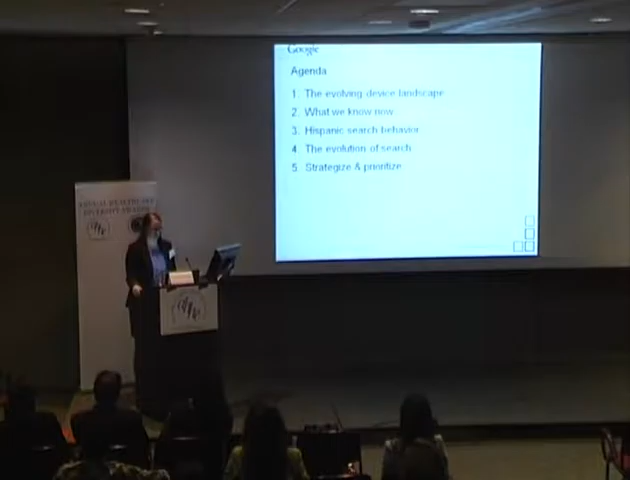 Google
Agenda
1. The evolving device landscape
2. What we know now
3. Hispanic search behavior
4 The evolution of search
5 Strategize & prioritize